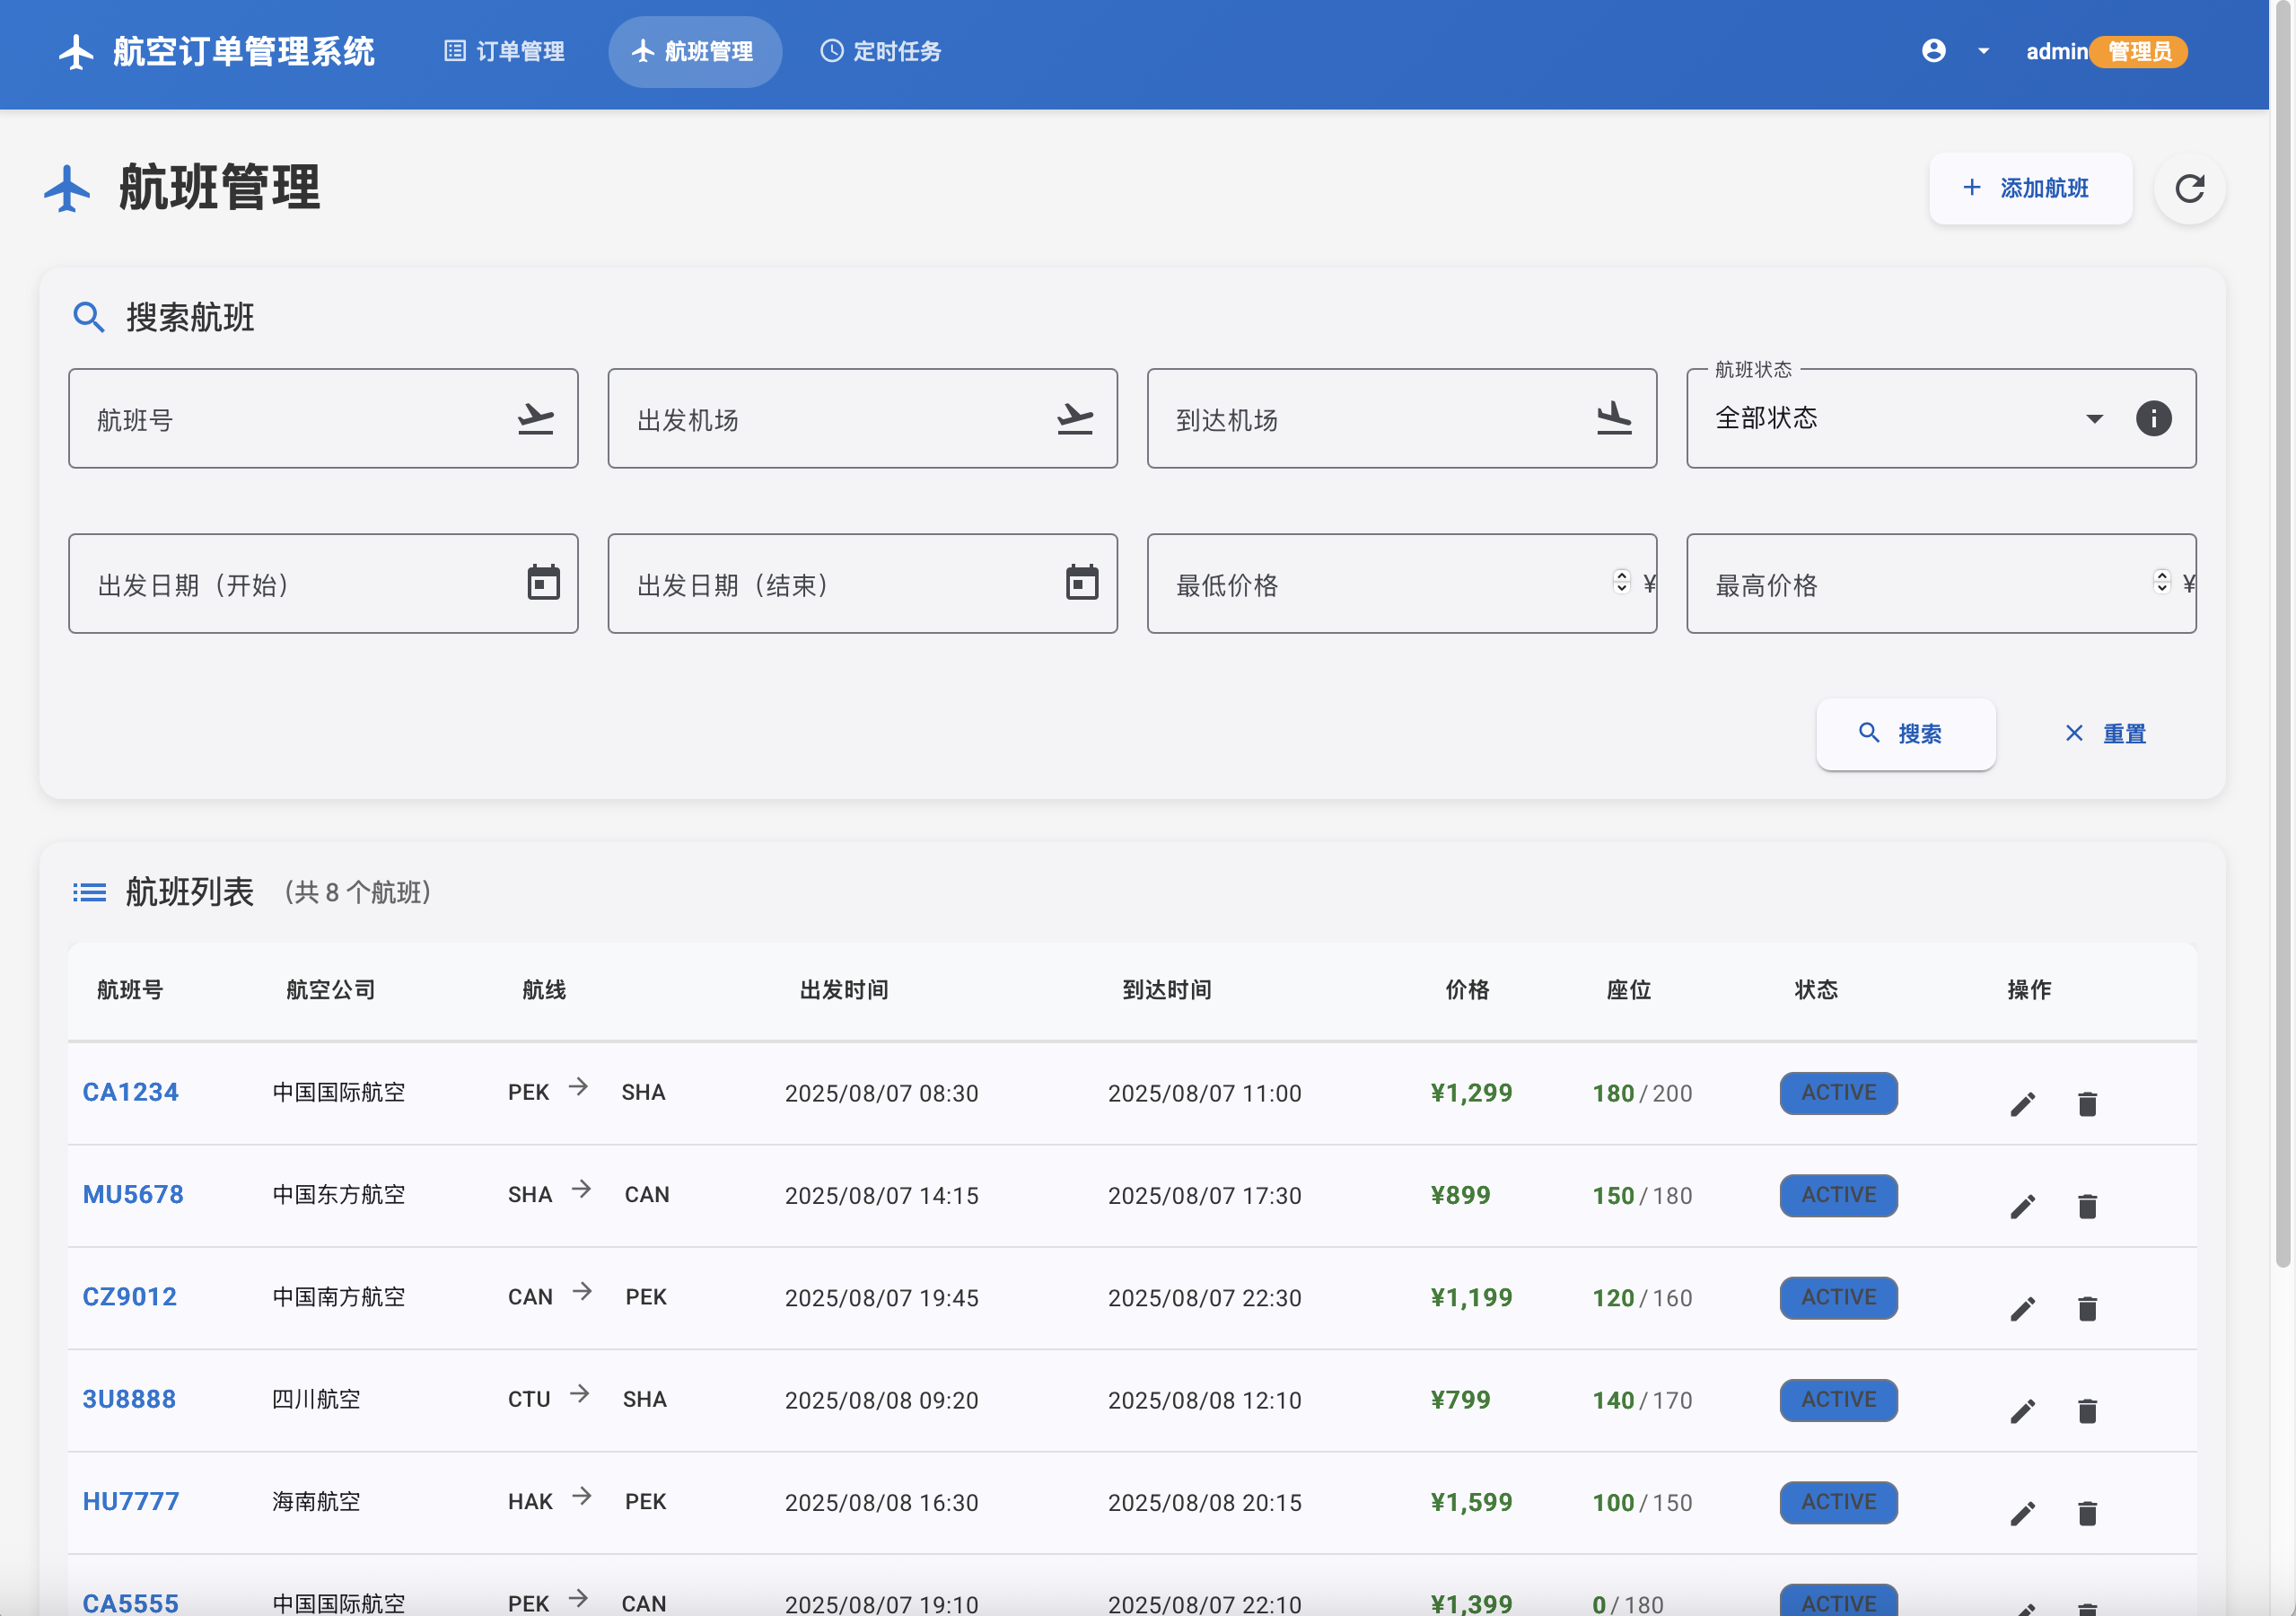 航空订单管理系统 订单管理 航班管理 定时任务 admin 管理员
航班管理 添加航班
搜索航班
航班号 出发机场 到达机场 航班状态 全部状态
出发日期（开始） 出发日期（结束） 最低价格 ¥ 最高价格 ¥
搜索 重置
航班列表 (共 8 个航班)
航班号 航空公司 航线 出发时间 到达时间 价格 座位 状态 操作
CA1234 中国国际航空 PEK → SHA 2025/08/07 08:30 2025/08/07 11:00 ¥1,299 180 / 200 ACTIVE
MU5678 中国东方航空 SHA → CAN 2025/08/07 14:15 2025/08/07 17:30 ¥899 150 / 180 ACTIVE
CZ9012 中国南方航空 CAN → PEK 2025/08/07 19:45 2025/08/07 22:30 ¥1,199 120 / 160 ACTIVE
3U8888 四川航空 CTU → SHA 2025/08/08 09:20 2025/08/08 12:10 ¥799 140 / 170 ACTIVE
HU7777 海南航空 HAK → PEK 2025/08/08 16:30 2025/08/08 20:15 ¥1,599 100 / 150 ACTIVE
CA5555 中国国际航空 PEK → CAN 2025/08/07 19:10 2025/08/07 22:10 ¥1,399 0 / 180 ACTIVE